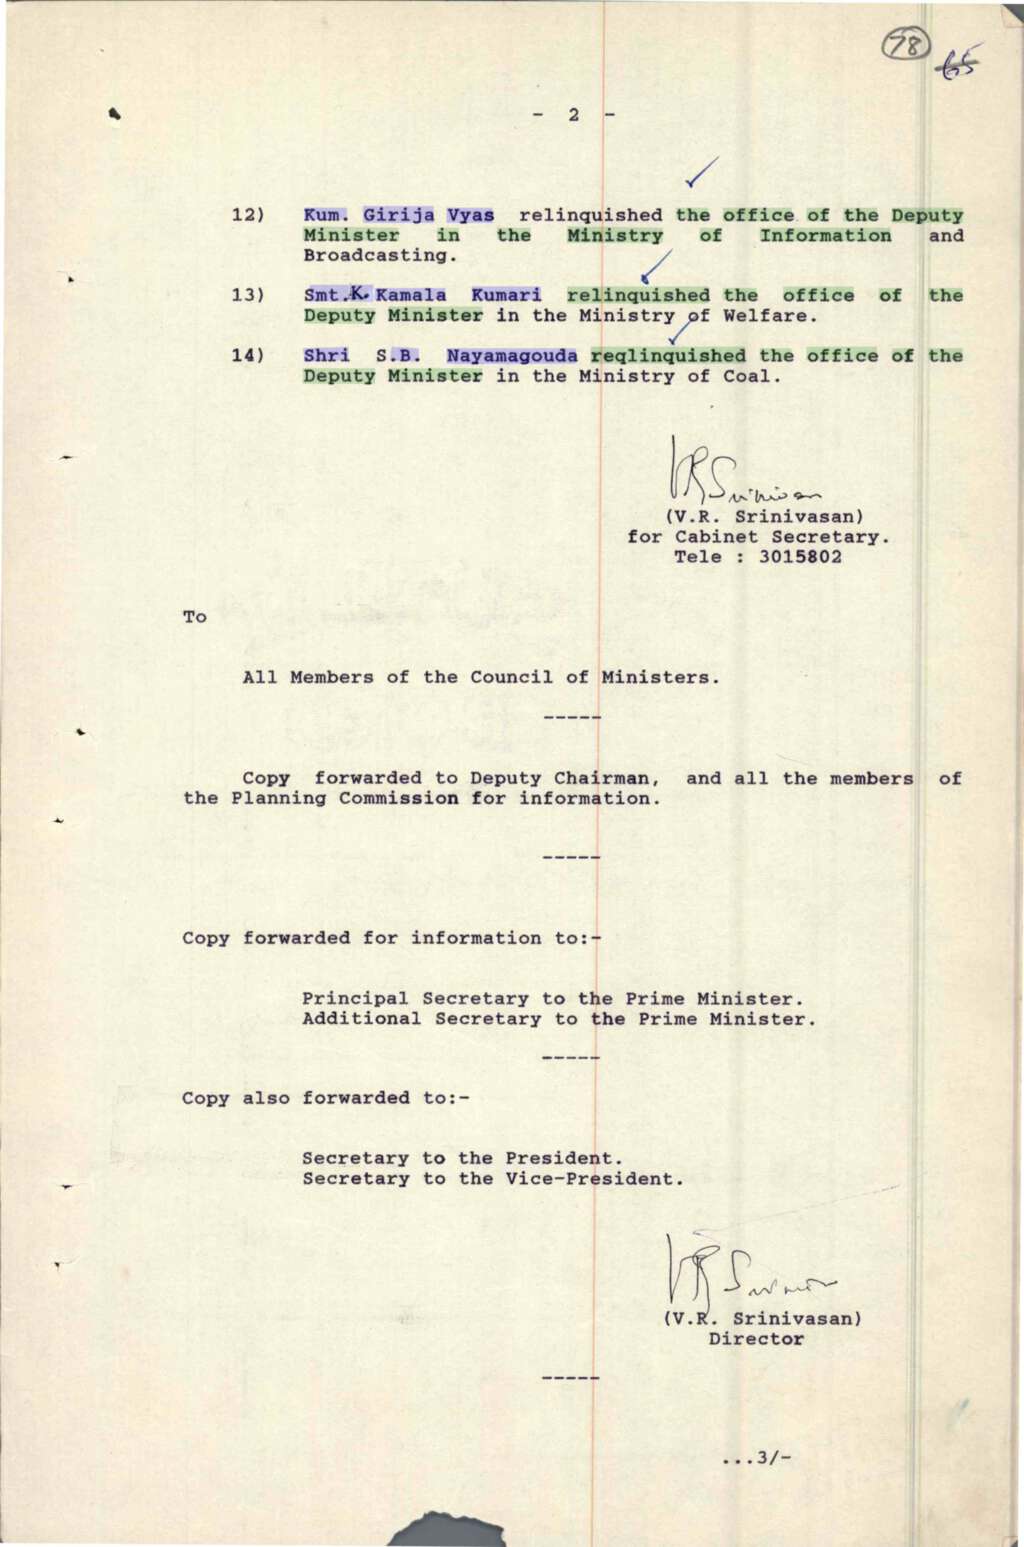 78
65
- 2 -
12) Kum. Girija Vyas relinquished the office of the Deputy
Minister in the Ministry of Information and
Broadcasting.
13) Smt.K. Kamala Kumari relinquished the office of the
Deputy Minister in the Ministry of Welfare.
14) Shri S.B. Nayamagouda reqlinquished the office of the
Deputy Minister in the Ministry of Coal.
VRSrinivasan
(V.R. Srinivasan)
for Cabinet Secretary.
Tele : 3015802
To
All Members of the Council of Ministers.
-----
Copy forwarded to Deputy Chairman, and all the members of
the Planning Commission for information.
-----
Copy forwarded for information to:-
Principal Secretary to the Prime Minister.
Additional Secretary to the Prime Minister.
-----
Copy also forwarded to:-
Secretary to the President.
Secretary to the Vice-President.
VRSrinivasan
(V.R. Srinivasan)
Director
-----
...3/-